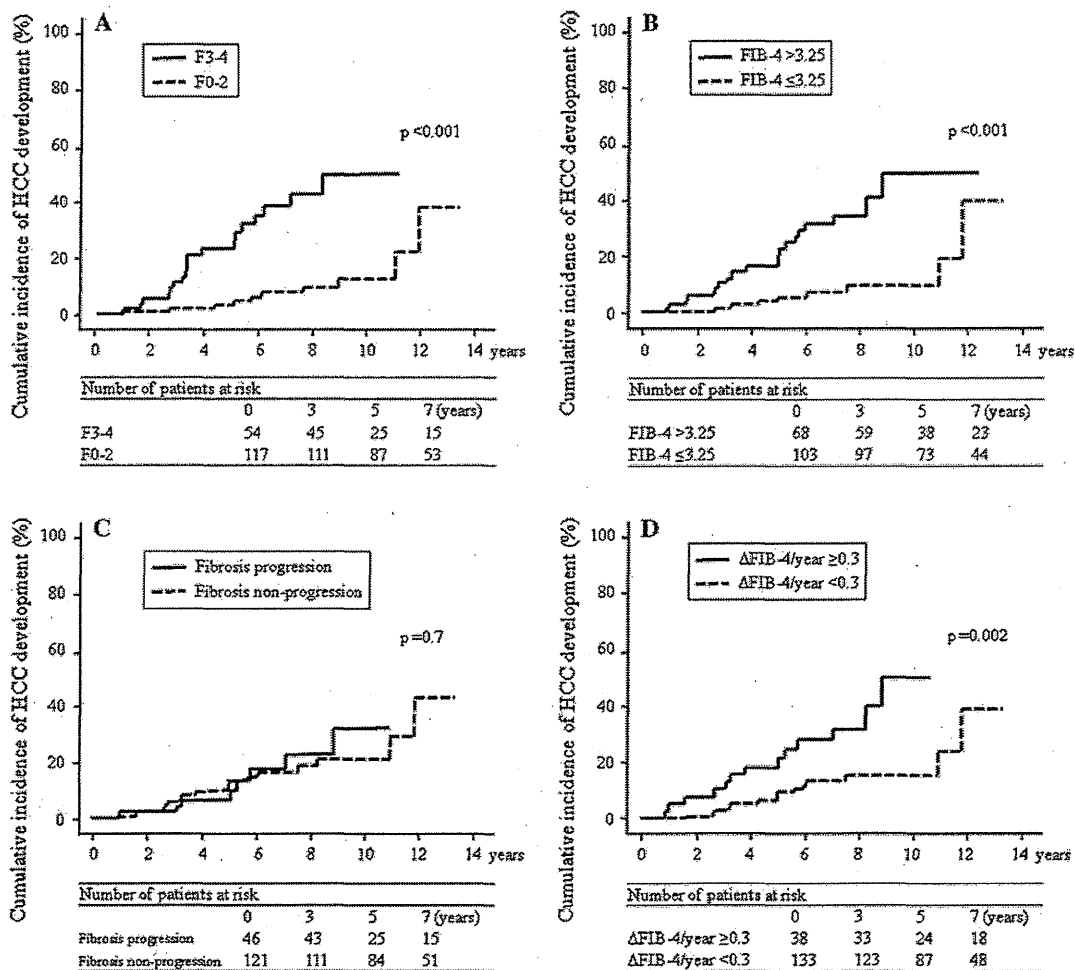 A
Cumulative incidence of HCC development (%)
100
80
60
40
20
0
F3-4
F0-2
p <0.001
0 2 4 6 8 10 12 14 years
Number of patients at risk
0 3 5 7 (years)
F3-4 54 45 25 15
F0-2 117 111 87 53
B
Cumulative incidence of HCC development (%)
100
80
60
40
20
0
FIB-4 >3.25
FIB-4 ≤3.25
p <0.001
0 2 4 6 8 10 12 14 years
Number of patients at risk
0 3 5 7 (years)
FIB-4 >3.25 68 59 38 23
FIB-4 ≤3.25 103 97 73 44
C
Cumulative incidence of HCC development (%)
100
80
60
40
20
0
Fibrosis progression
Fibrosis non-progression
p =0.7
0 2 4 6 8 10 12 14 years
Number of patients at risk
0 3 5 7 (years)
Fibrosis progression 46 43 25 15
Fibrosis non-progression 121 111 84 51
D
Cumulative incidence of HCC development (%)
100
80
60
40
20
0
ΔFIB-4/year ≥0.3
ΔFIB-4/year <0.3
p=0.002
0 2 4 6 8 10 12 14 years
Number of patients at risk
0 3 5 7 (years)
ΔFIB-4/year ≥0.3 38 33 24 18
ΔFIB-4/year <0.3 133 123 87 48